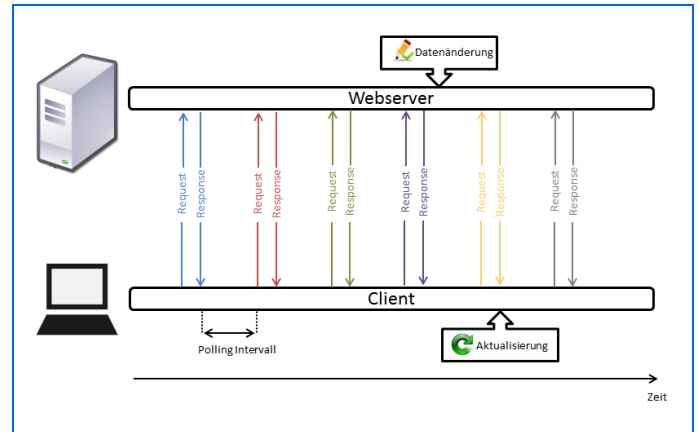 Datenänderung
Webserver
Request
Response
Request
Response
Request
Response
Request
Response
Request
Response
Request
Response
Client
Polling Intervall
Aktualisierung
Zeit